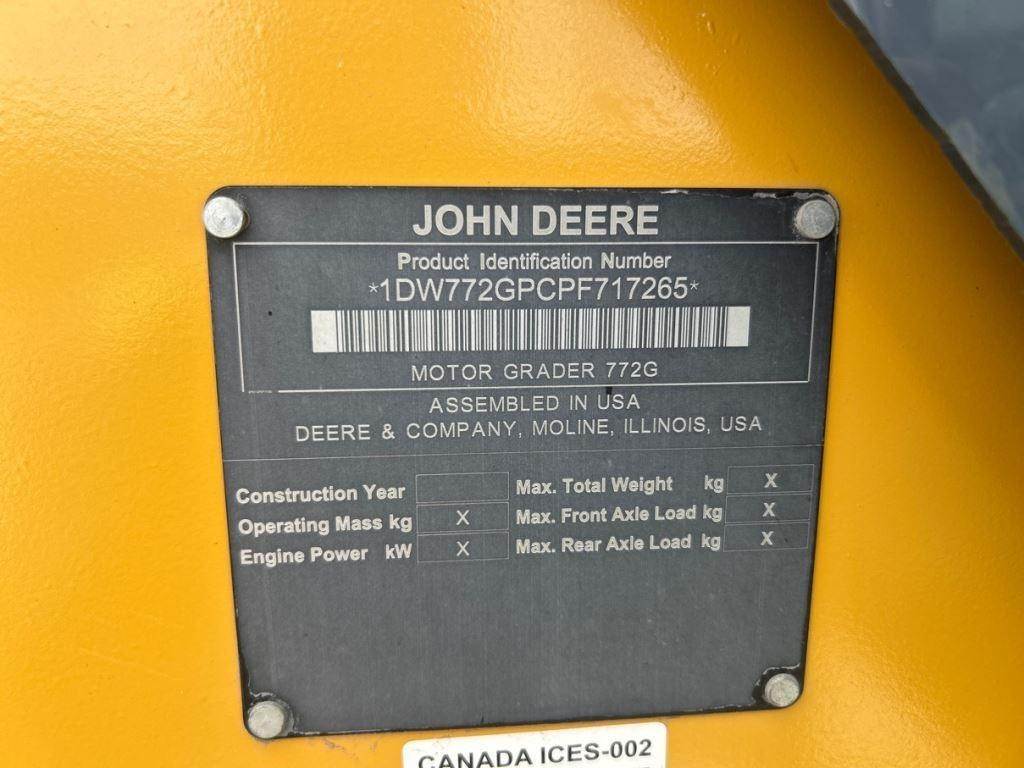 JOHN DEERE
Product Identification Number
*1DW772GPCPF717265*
MOTOR GRADER 772G
ASSEMBLED IN USA
DEERE & COMPANY, MOLINE, ILLINOIS, USA
Construction Year
Operating Mass kg X
Engine Power kW X
Max. Total Weight kg X
Max. Front Axle Load kg X
Max. Rear Axle Load kg X
CANADA ICES-002